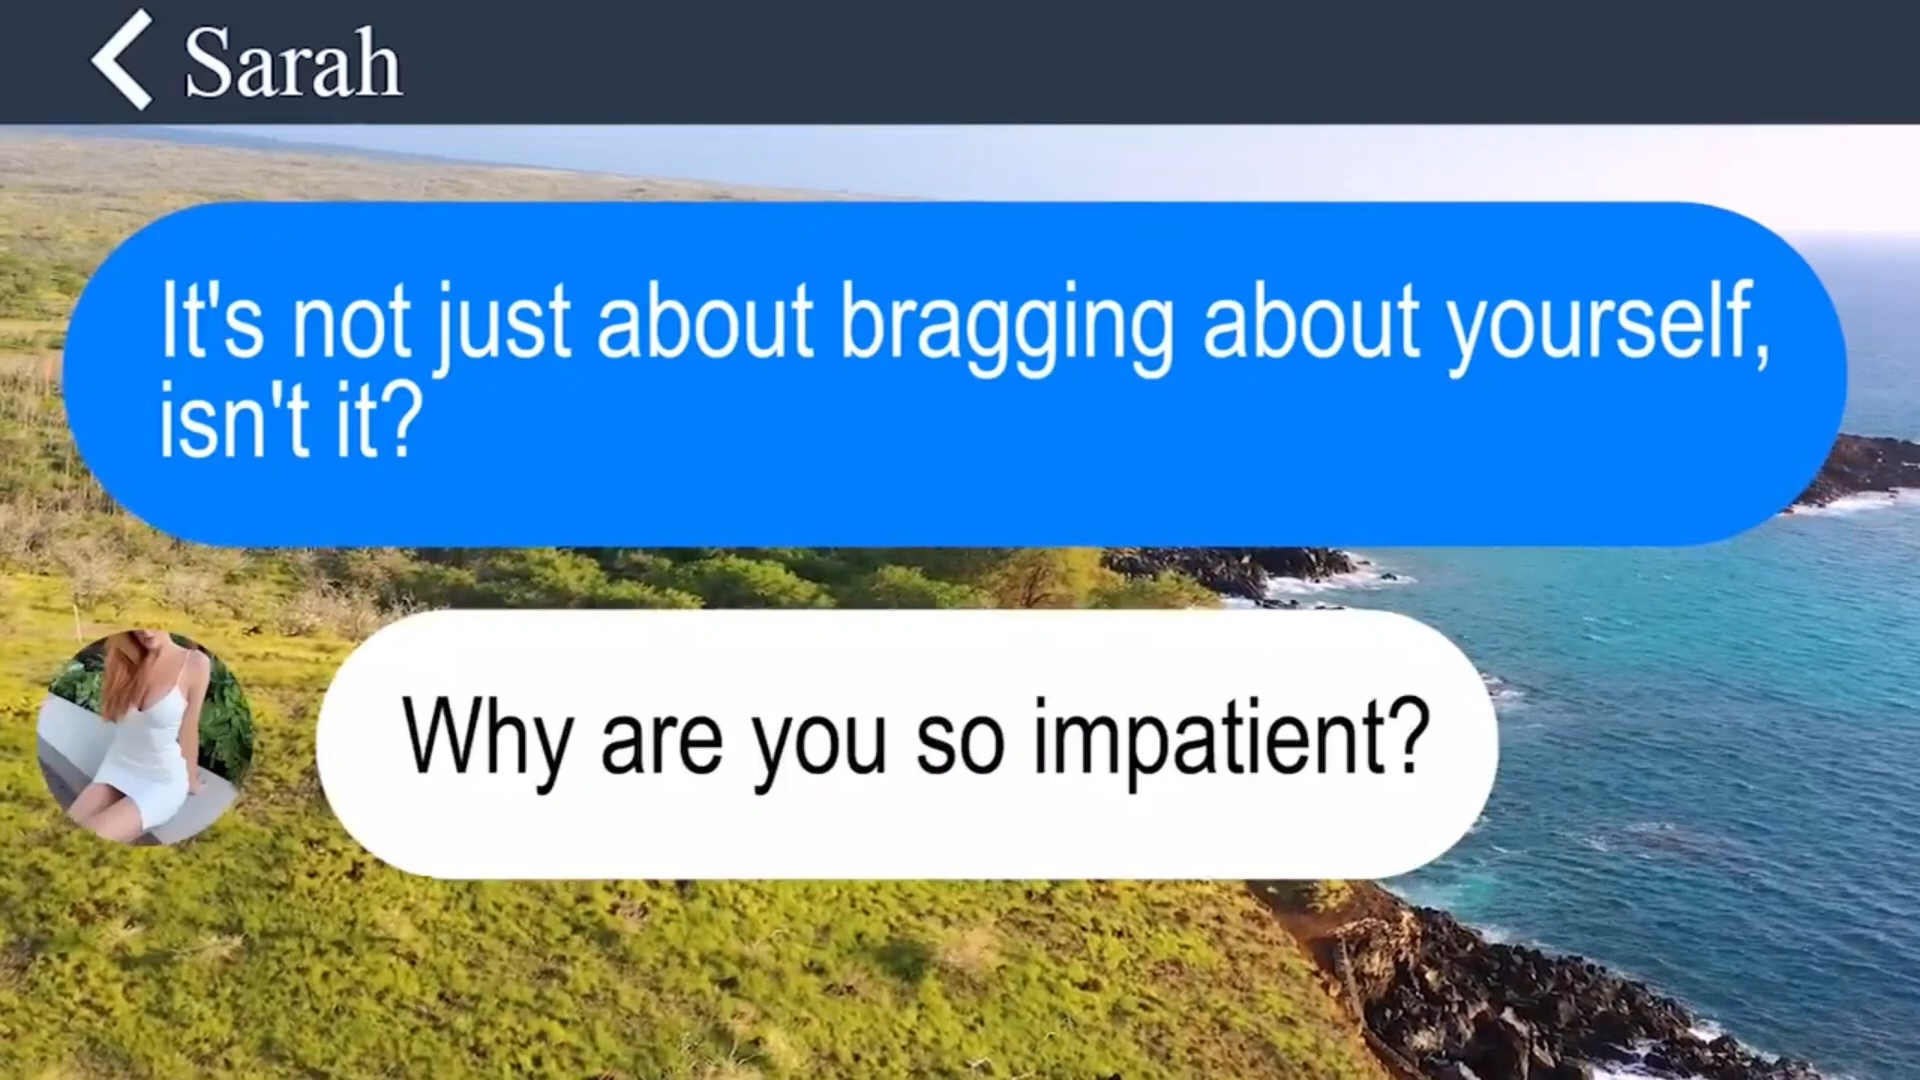 Sarah
It's not just about bragging about yourself,
isn't it?
Why are you so impatient?